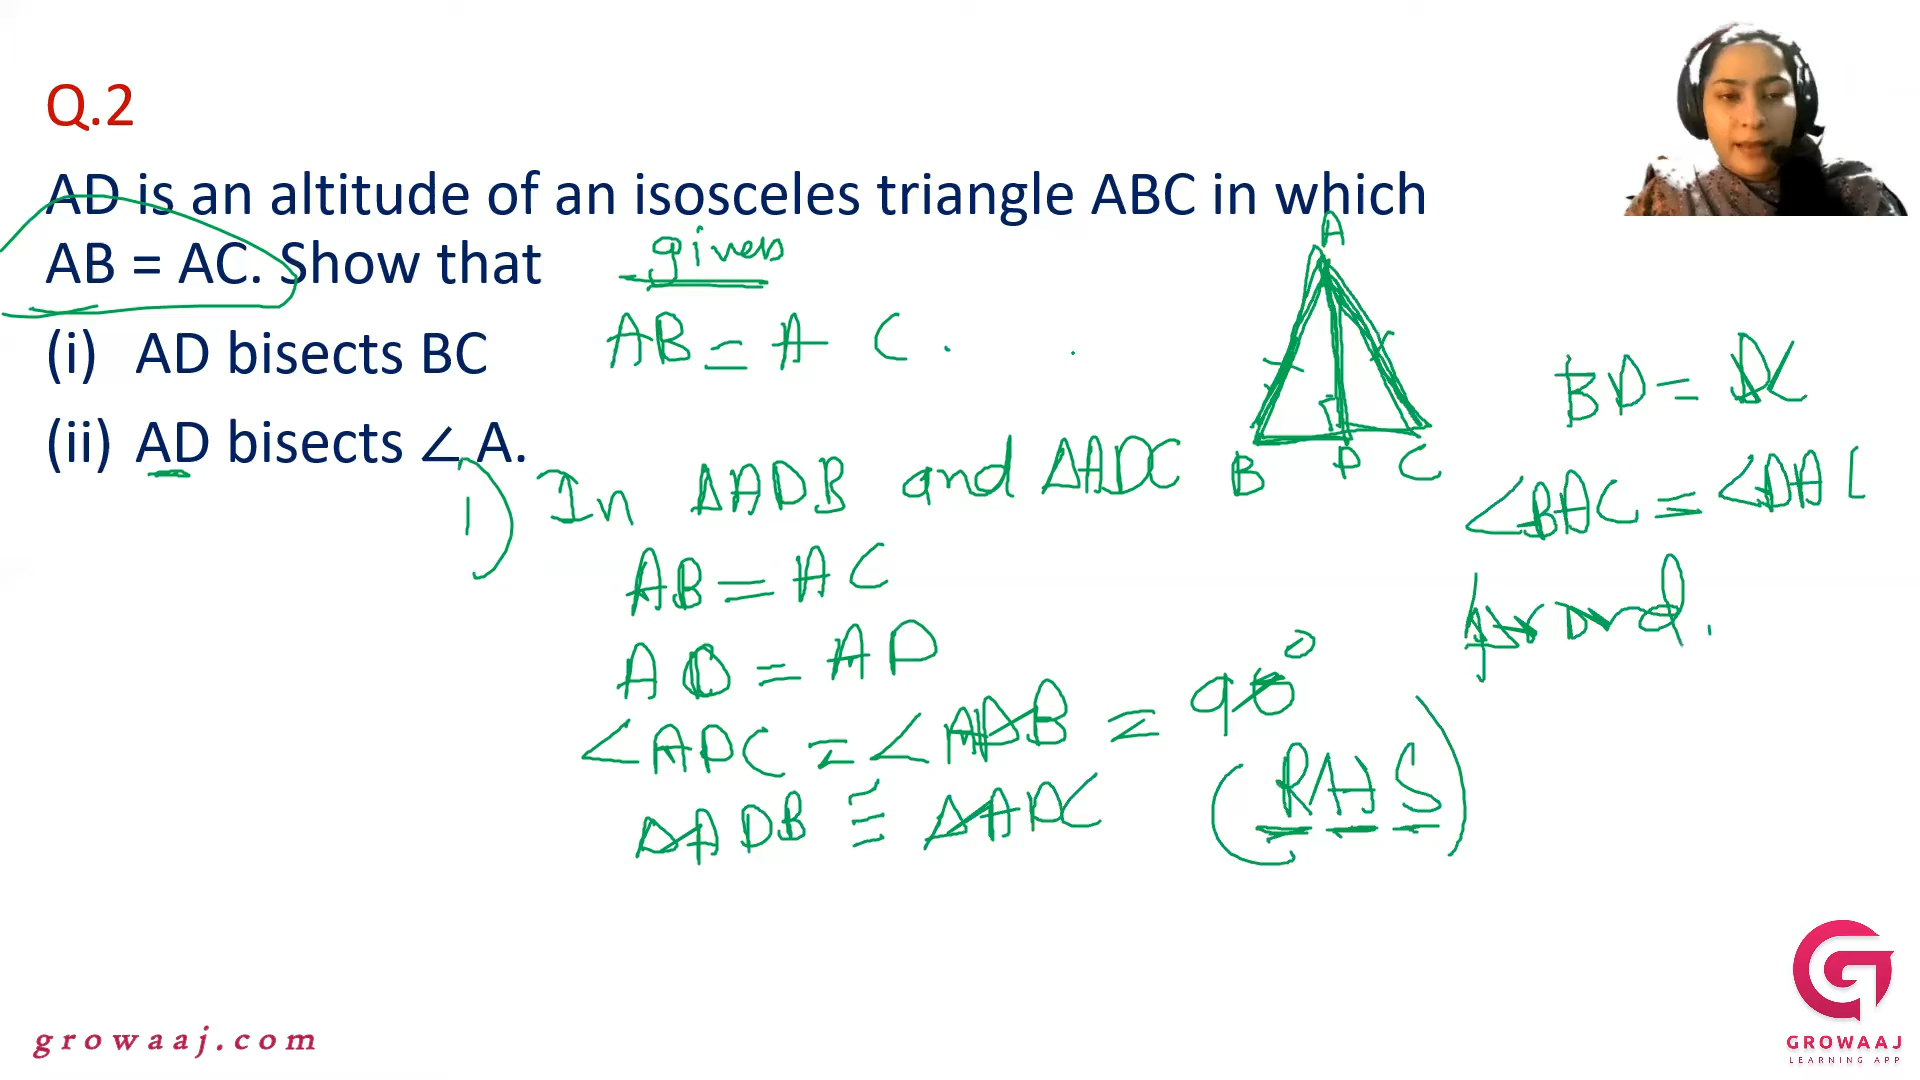 Q.2
AD is an altitude of an isosceles triangle ABC in which
AB = AC. Show that
(i) AD bisects BC
(ii) AD bisects ∠ A.
given
AB = AC.
A
B D C
1) In ΔADB and ΔADC
AB = AC
AD = AD
∠ADC = ∠ADB = 90°
ΔADB ≅ ΔADC (RHS)
BD = DC
∠BAC = ∠DAC
proved.
growaaj.com
GROWAAJ
LEARNING APP